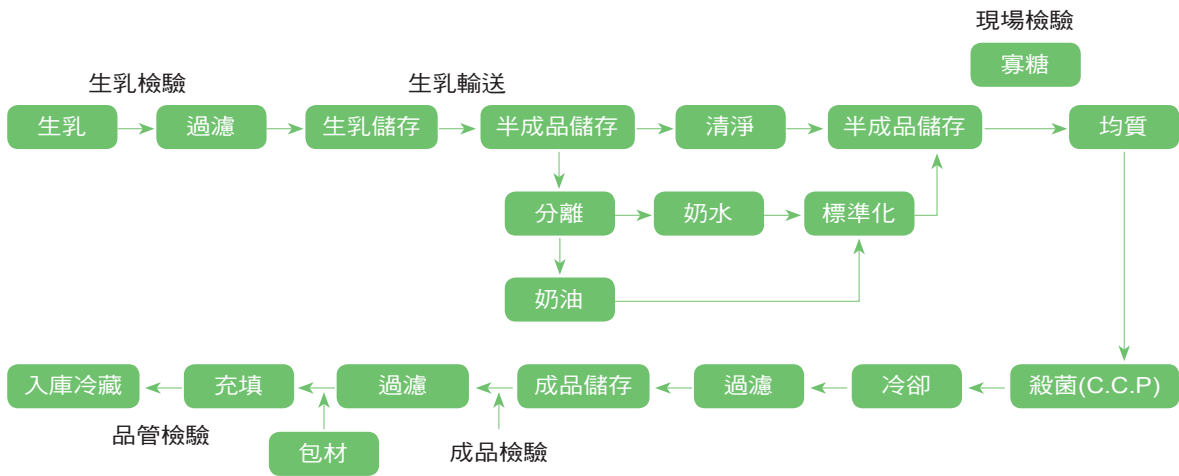 現場檢驗
寡糖
生乳檢驗
生乳輸送
生乳
過濾
生乳儲存
半成品儲存
清淨
半成品儲存
均質
分離
奶水
標準化
奶油
入庫冷藏
充填
過濾
成品儲存
過濾
冷卻
殺菌(C.C.P)
品管檢驗
包材
成品檢驗